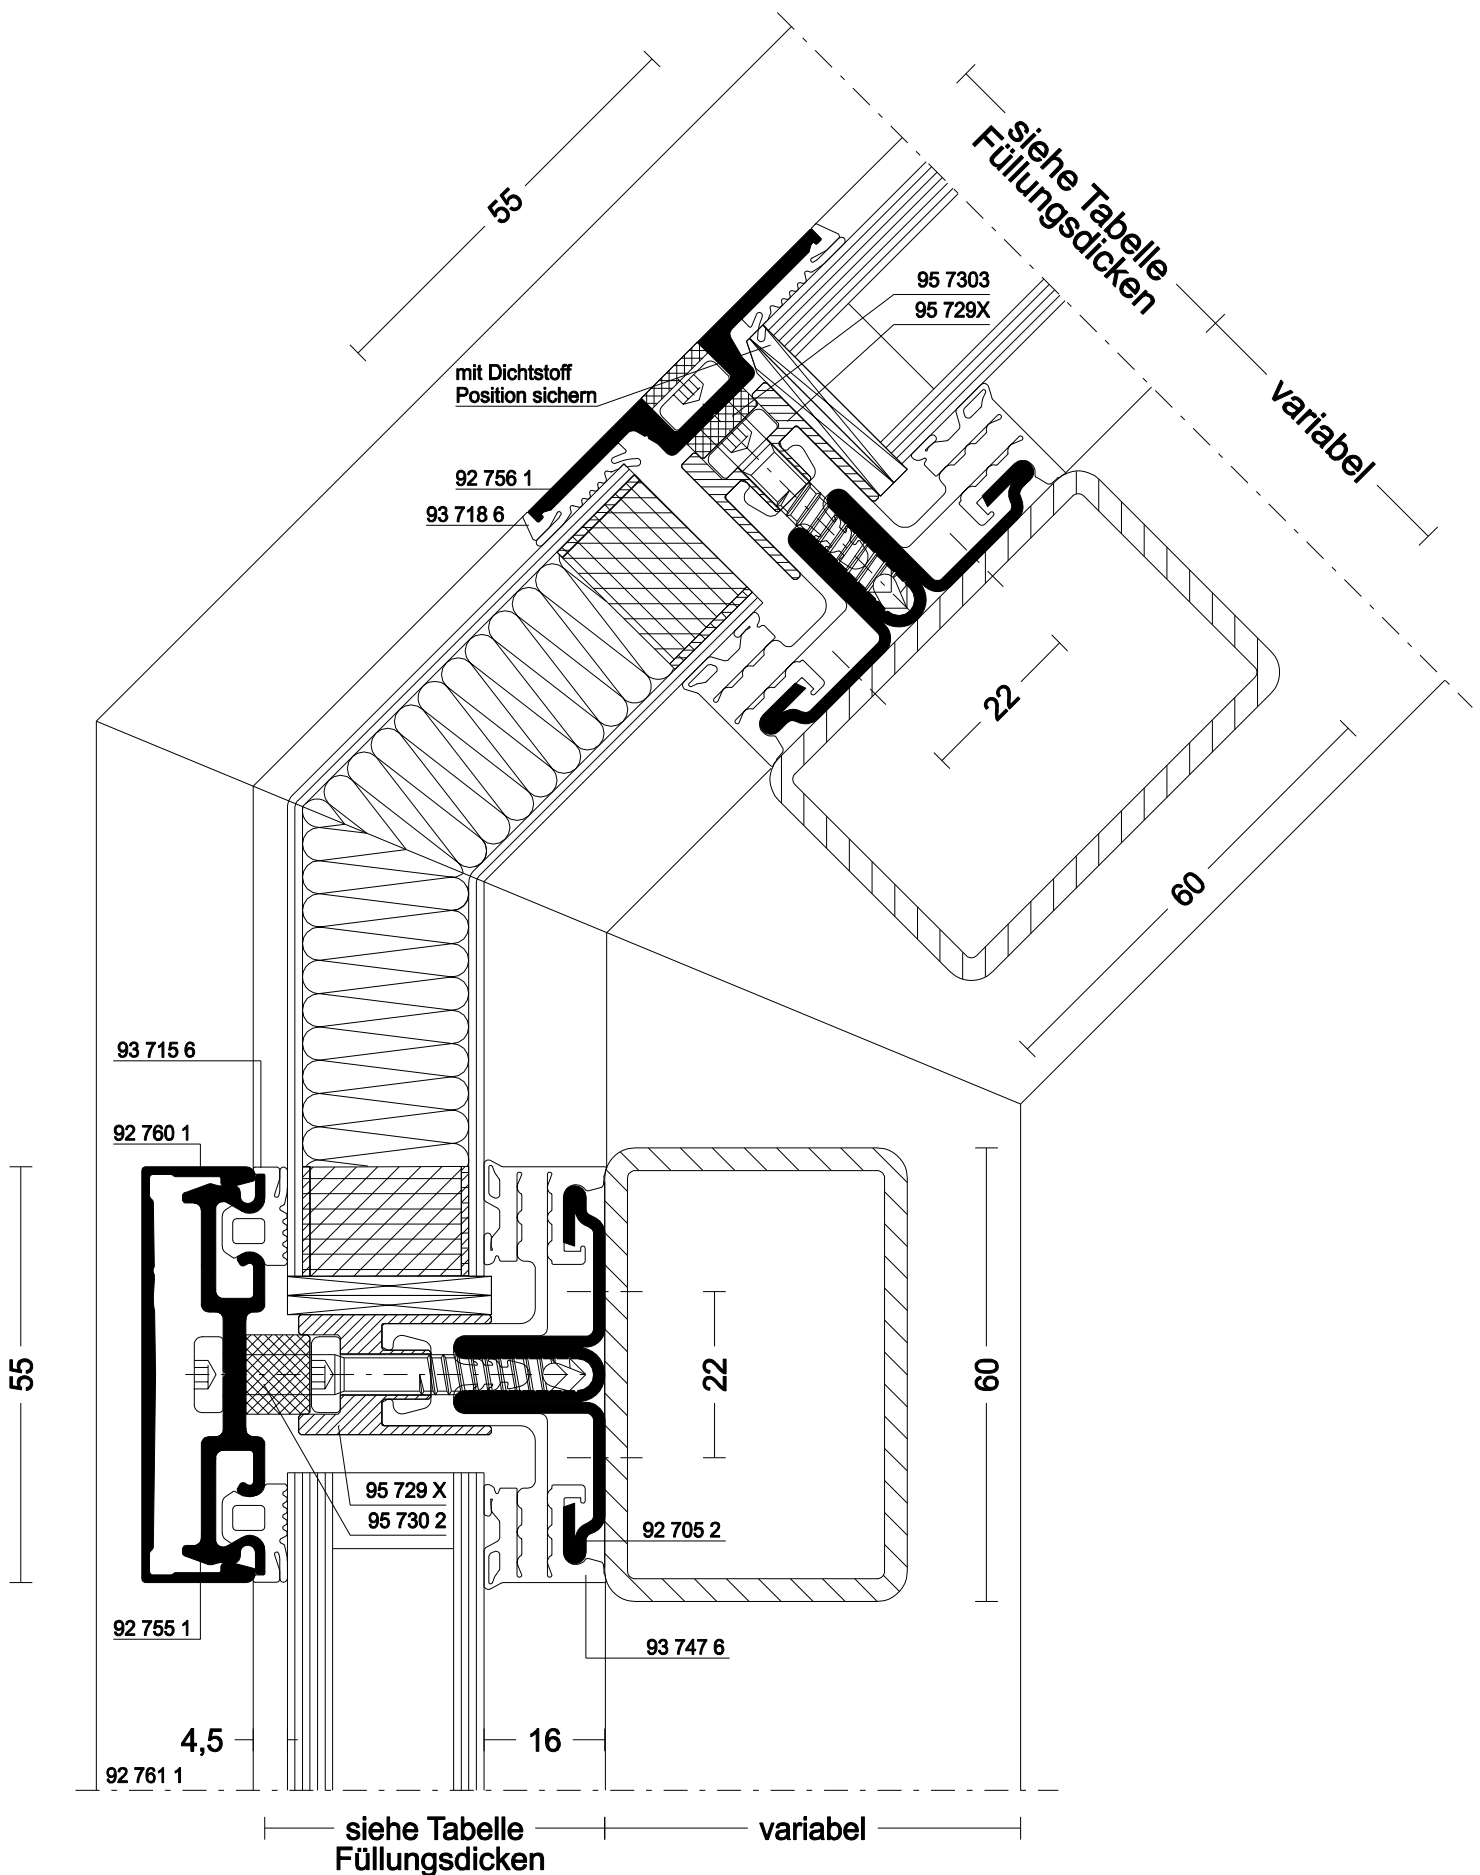 siehe Tabelle
Füllungsdicken
55
95 7303
95 729X
mit Dichtstoff
Position sichern
variabel
92 756 1
93 718 6
22
60
93 715 6
92 760 1
55
22
60
95 729 X
95 730 2
92 705 2
92 755 1
93 747 6
4,5
16
92 761 1
siehe Tabelle
Füllungsdicken
variabel